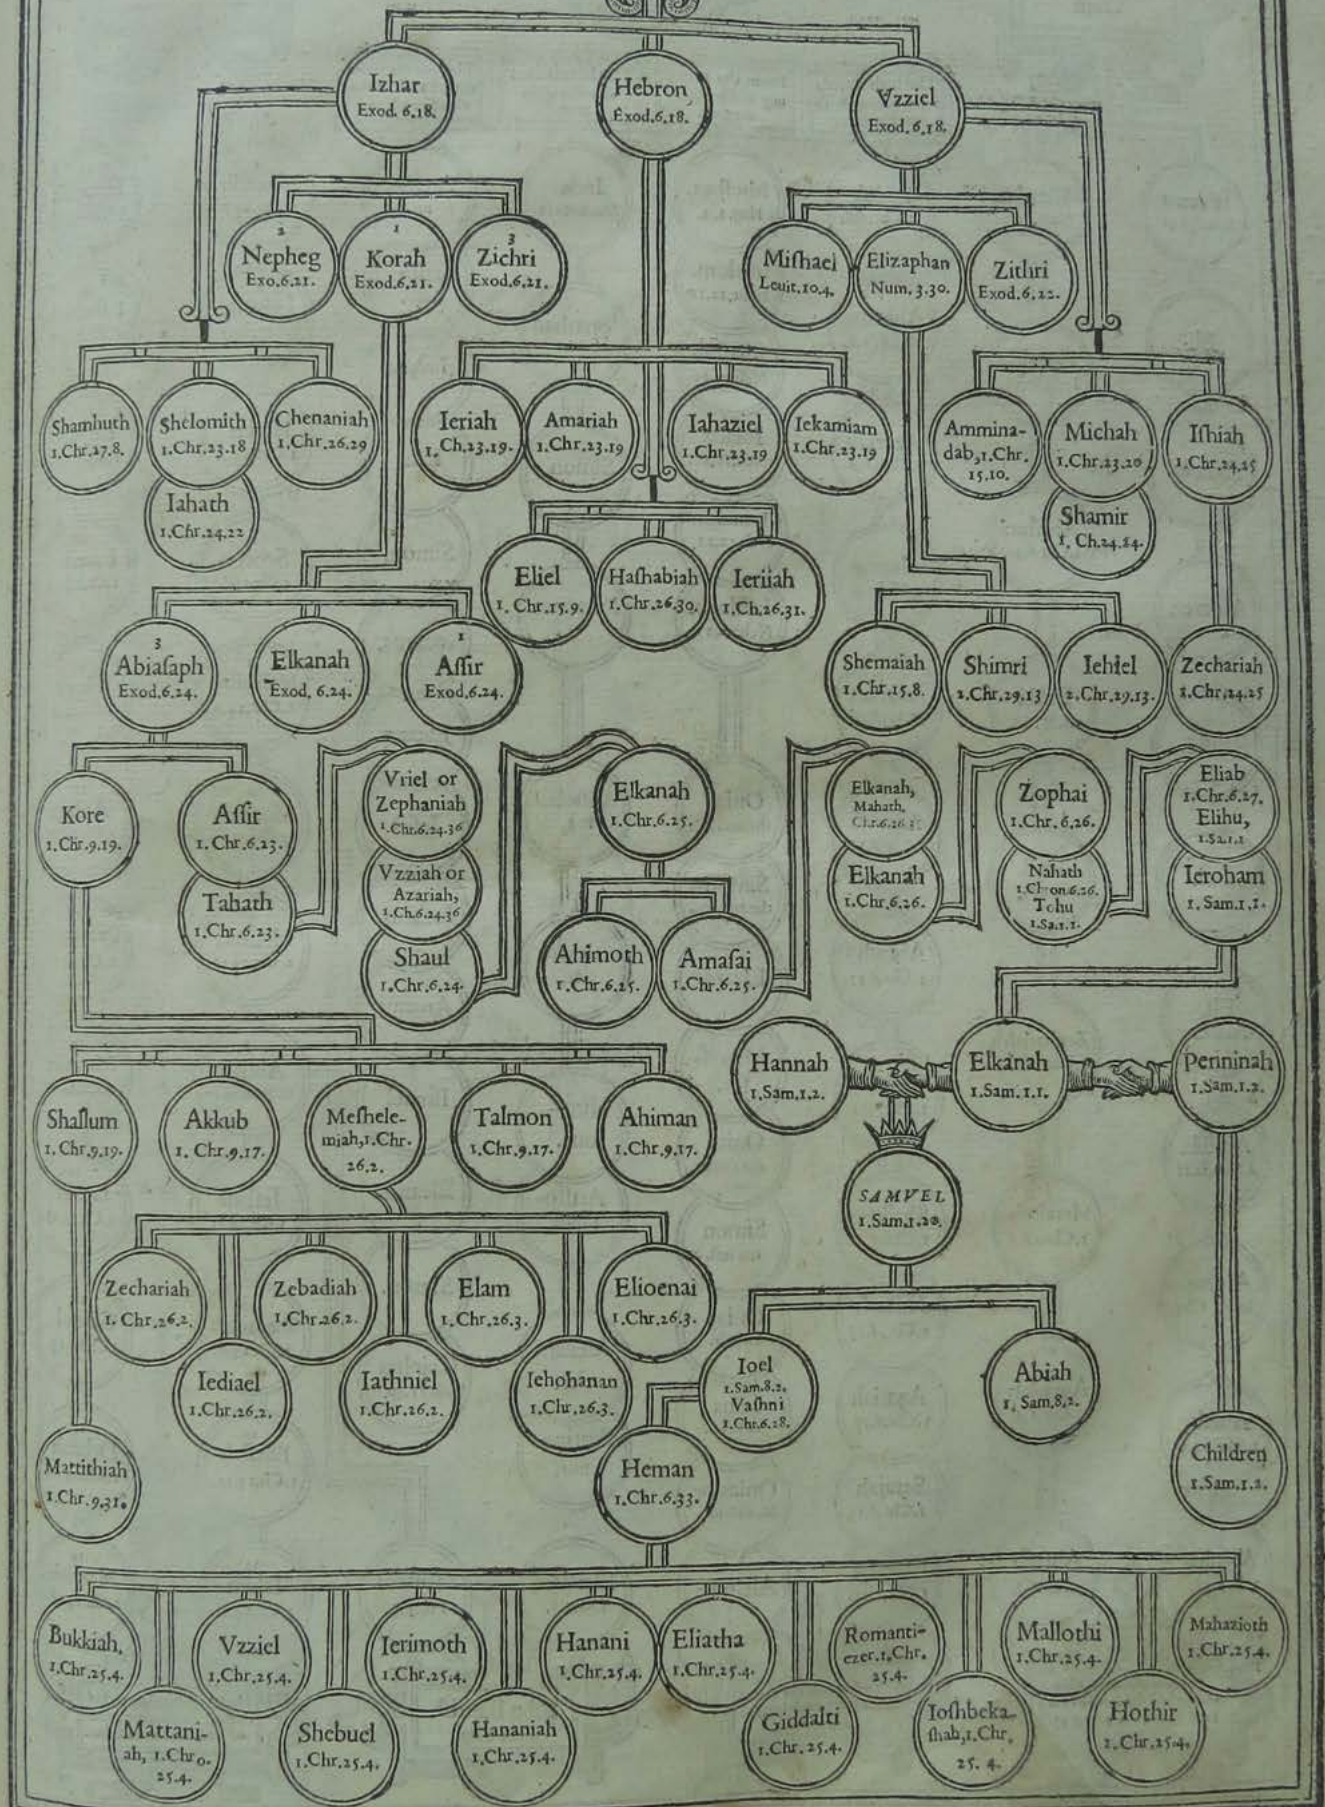 Izhar
Exod. 6.18.
Hebron
Exod.6.18.
Vzziel
Exod. 6.18.
2
Nepheg
Exo.6.21.
1
Korah
Exod.6.21.
3
Zichri
Exod.6.21.
Miſhael
Leuit.10.4.
Elizaphan
Num. 3.30.
Zithri
Exod.6.22.
Shamhuth
1.Chr.27.8.
Shelomith
1.Chr.23.18
Chenaniah
1.Chr.26.29
Ieriah
1.Ch.23.19.
Amariah
1.Chr.23.19
Iahaziel
1.Chr.23.19
Iekamiam
1.Chr.23.19
Ammina-
dab,1.Chr.
15.10.
Michah
1.Chr.23.20
Iſhiah
1.Chr.24.25
Iahath
1.Chr.24.22
Shamir
1. Ch.24.24.
Eliel
1. Chr.15.9.
Haſhabiah
1.Chr.26.30.
Ieriiah
1.Ch.26.31.
3
Abiaſaph
Exod.6.24.
Elkanah
Exod. 6.24.
1
Aſſir
Exod.6.24.
Shemaiah
1.Chr.15.8.
Shimri
2.Chr.29.13
Iehiel
2.Chr.29.13.
Zechariah
1.Chr.24.25
Kore
1.Chr.9.19.
Aſſir
1.Chr.6.23.
Tahath
1.Chr.6.23.
Vriel or
Zephaniah
1.Chr.6.24.36
Vzziah or
Azariah,
1.Ch.6.24.36
Shaul
1.Chr.6.24.
Elkanah
1.Chr.6.25.
Ahimoth
1.Chr.6.25.
Amaſai
1.Chr.6.25.
Elkanah,
Mahath,
Elkanah
1.Chr.6.26.
Zophai
1.Chr.6.26.
Nahath
1.Chron.6.26.
Tohu
1.Sa.1.1.
Eliab
1.Chr.6.27.
Elihu,
1.Sa.1.1
Ieroham
1. Sam.1.1.
Hannah
1.Sam.1.2.
Elkanah
1.Sam.1.1.
Penninah
1.Sam.1.2.
Shallum
1. Chr.9.19.
Akkub
1. Chr.9.17.
Meſhele-
miah,1.Chr.
26.2.
Talmon
1.Chr.9.17.
Ahiman
1.Chr.9.17.
SAMVEL
1.Sam.1.20.
Zechariah
1. Chr.26.2.
Zebadiah
1.Chr.26.2.
Elam
1.Chr.26.3.
Elioenai
1.Chr.26.3.
Iediael
1.Chr.26.2.
Iathniel
1.Chr.26.2.
Iehohanan
1.Chr.26.3.
Ioel
1.Sam.8.2.
Vaſhni
1.Chr.6.28.
Abiah
1. Sam.8.2.
Mattithiah
1.Chr.9.31.
Heman
1.Chr.6.33.
Children
1.Sam.1.2.
Bukkiah,
1.Chr.25.4.
Vzziel
1.Chr.25.4.
Ierimoth
1.Chr.25.4.
Hanani
1.Chr.25.4.
Eliatha
1.Chr.25.4.
Romanti-
ezer.1.Chr.
25.4.
Mallothi
1.Chr.25.4.
Mahazioth
1.Chr.25.4.
Mattani-
ah, 1.Chro.
25.4.
Shebuel
1.Chr.25.4.
Hananiah
1.Chr.25.4.
Giddalti
1.Chr.25.4.
Ioſhbeka-
ſhah,1.Chr.
25. 4.
Hothir
1.Chr.25.4.